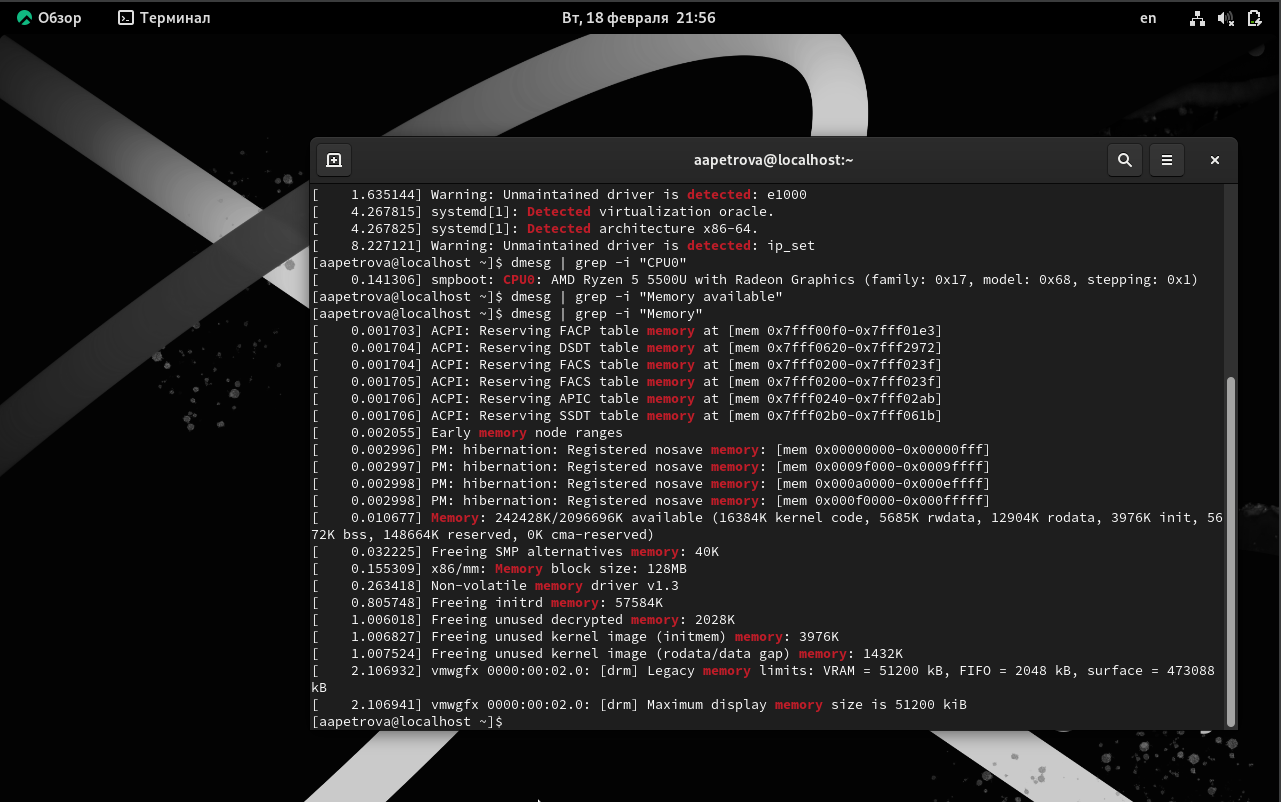 Обзор Терминал Вт, 18 февраля 21:56 en
aapetrova@localhost:~
[    1.635144] Warning: Unmaintained driver is detected: e1000
[    4.267815] systemd[1]: Detected virtualization oracle.
[    4.267825] systemd[1]: Detected architecture x86-64.
[    8.227121] Warning: Unmaintained driver is detected: ip_set
[aapetrova@localhost ~]$ dmesg | grep -i "CPU0"
[    0.141306] smpboot: CPU0: AMD Ryzen 5 5500U with Radeon Graphics (family: 0x17, model: 0x68, stepping: 0x1)
[aapetrova@localhost ~]$ dmesg | grep -i "Memory available"
[aapetrova@localhost ~]$ dmesg | grep -i "Memory"
[    0.001703] ACPI: Reserving FACP table memory at [mem 0x7fff00f0-0x7fff01e3]
[    0.001704] ACPI: Reserving DSDT table memory at [mem 0x7fff0620-0x7fff2972]
[    0.001704] ACPI: Reserving FACS table memory at [mem 0x7fff0200-0x7fff023f]
[    0.001705] ACPI: Reserving FACS table memory at [mem 0x7fff0200-0x7fff023f]
[    0.001706] ACPI: Reserving APIC table memory at [mem 0x7fff0240-0x7fff02ab]
[    0.001706] ACPI: Reserving SSDT table memory at [mem 0x7fff02b0-0x7fff061b]
[    0.002055] Early memory node ranges
[    0.002996] PM: hibernation: Registered nosave memory: [mem 0x00000000-0x00000fff]
[    0.002997] PM: hibernation: Registered nosave memory: [mem 0x0009f000-0x0009ffff]
[    0.002998] PM: hibernation: Registered nosave memory: [mem 0x000a0000-0x000effff]
[    0.002998] PM: hibernation: Registered nosave memory: [mem 0x000f0000-0x000fffff]
[    0.010677] Memory: 242428K/2096696K available (16384K kernel code, 5685K rwdata, 12904K rodata, 3976K init, 56
72K bss, 148664K reserved, 0K cma-reserved)
[    0.032225] Freeing SMP alternatives memory: 40K
[    0.155309] x86/mm: Memory block size: 128MB
[    0.263418] Non-volatile memory driver v1.3
[    0.805748] Freeing initrd memory: 57584K
[    1.006018] Freeing unused decrypted memory: 2028K
[    1.006827] Freeing unused kernel image (initmem) memory: 3976K
[    1.007524] Freeing unused kernel image (rodata/data gap) memory: 1432K
[    2.106932] vmwgfx 0000:00:02.0: [drm] Legacy memory limits: VRAM = 51200 kB, FIFO = 2048 kB, surface = 473088
kB
[    2.106941] vmwgfx 0000:00:02.0: [drm] Maximum display memory size is 51200 kiB
[aapetrova@localhost ~]$